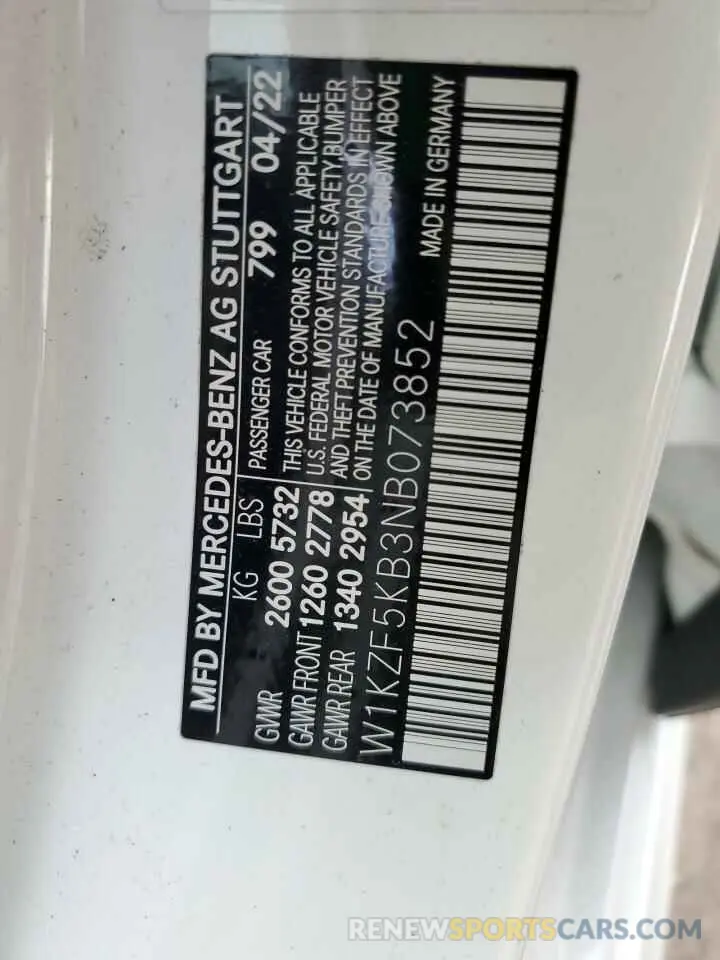 MFD BY MERCEDES-BENZ AG STUTTGART
KG LBS PASSENGER CAR 799 04/22
GVWR 2600 5732 THIS VEHICLE CONFORMS TO ALL APPLICABLE
GAWR FRONT 1260 2778 U.S. FEDERAL MOTOR VEHICLE SAFETY, BUMPER
GAWR REAR 1340 2954 AND THEFT PREVENTION STANDARDS IN EFFECT
ON THE DATE OF MANUFACTURE SHOWN ABOVE
W1KZF5KB3NB073852 MADE IN GERMANY
RENEWSPORTSCARS.COM